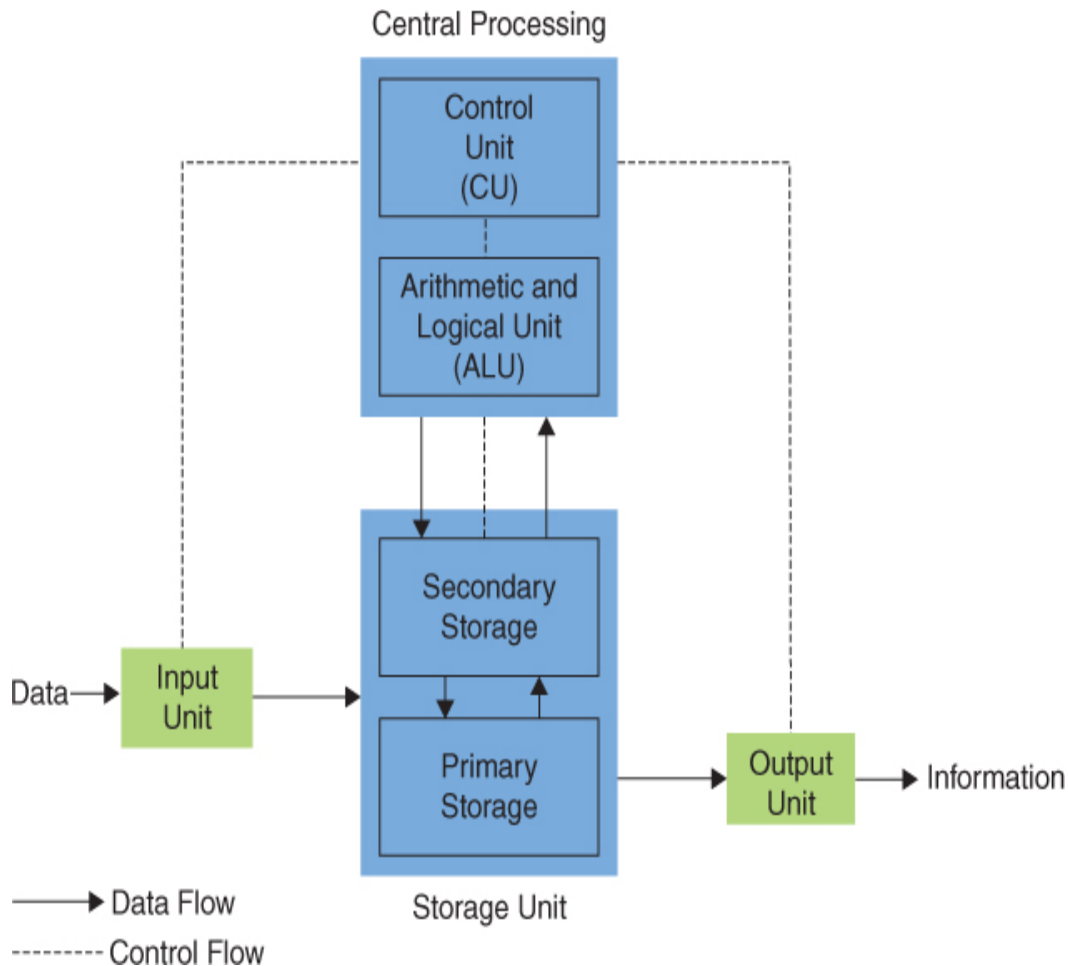 Central Processing
Control
Unit
(CU)
Arithmetic and
Logical Unit
(ALU)
Secondary
Storage
Data
Input
Unit
Primary
Storage
Output
Unit
Information
Storage Unit
Data Flow
Control Flow